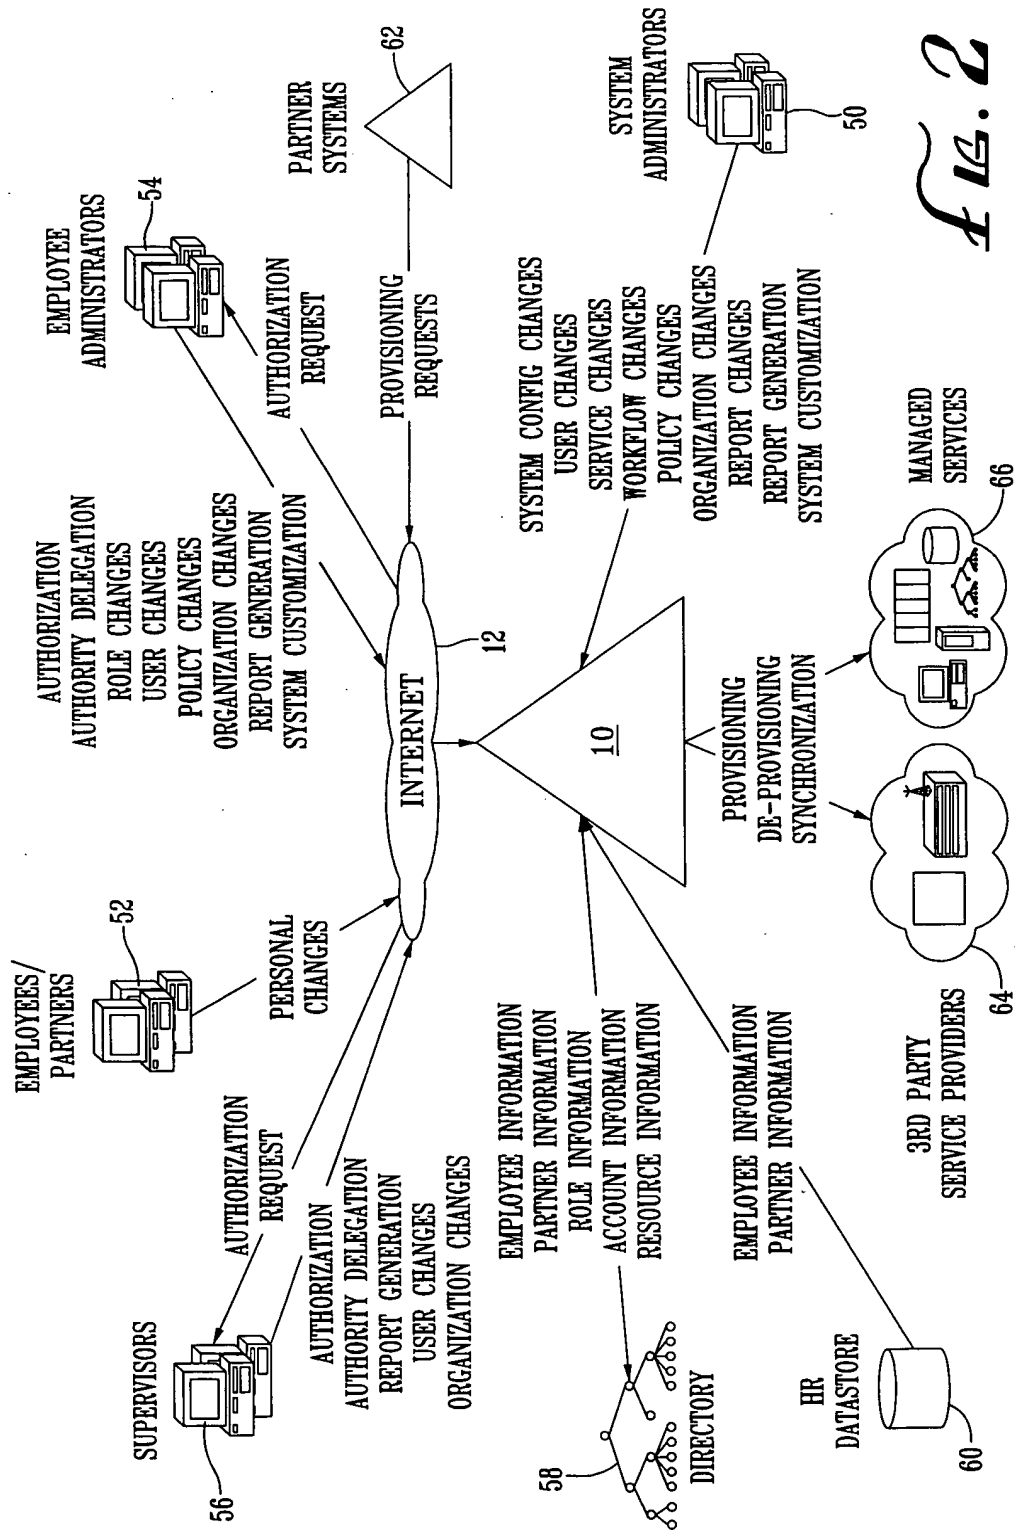 EMPLOYEES/
PARTNERS
52
EMPLOYEE
ADMINISTRATORS
54
SUPERVISORS
56
AUTHORIZATION
REQUEST
PERSONAL
CHANGES
AUTHORIZATION
AUTHORITY DELEGATION
ROLE CHANGES
USER CHANGES
POLICY CHANGES
ORGANIZATION CHANGES
REPORT GENERATION
SYSTEM CUSTOMIZATION
AUTHORIZATION
REQUEST
PARTNER
SYSTEMS
62
PROVISIONING
REQUESTS
AUTHORIZATION
AUTHORITY DELEGATION
REPORT GENERATION
USER CHANGES
ORGANIZATION CHANGES
INTERNET
12
EMPLOYEE INFORMATION
PARTNER INFORMATION
ROLE INFORMATION
ACCOUNT INFORMATION
RESOURCE INFORMATION
58
DIRECTORY
10
SYSTEM CONFIG CHANGES
USER CHANGES
SERVICE CHANGES
WORKFLOW CHANGES
POLICY CHANGES
ORGANIZATION CHANGES
REPORT CHANGES
REPORT GENERATION
SYSTEM CUSTOMIZATION
SYSTEM
ADMINISTRATORS
50
EMPLOYEE INFORMATION
PARTNER INFORMATION
PROVISIONING
DE-PROVISIONING
SYNCHRONIZATION
HR
DATASTORE
60
3RD PARTY
SERVICE PROVIDERS
64
MANAGED
SERVICES
66
FIG. 2